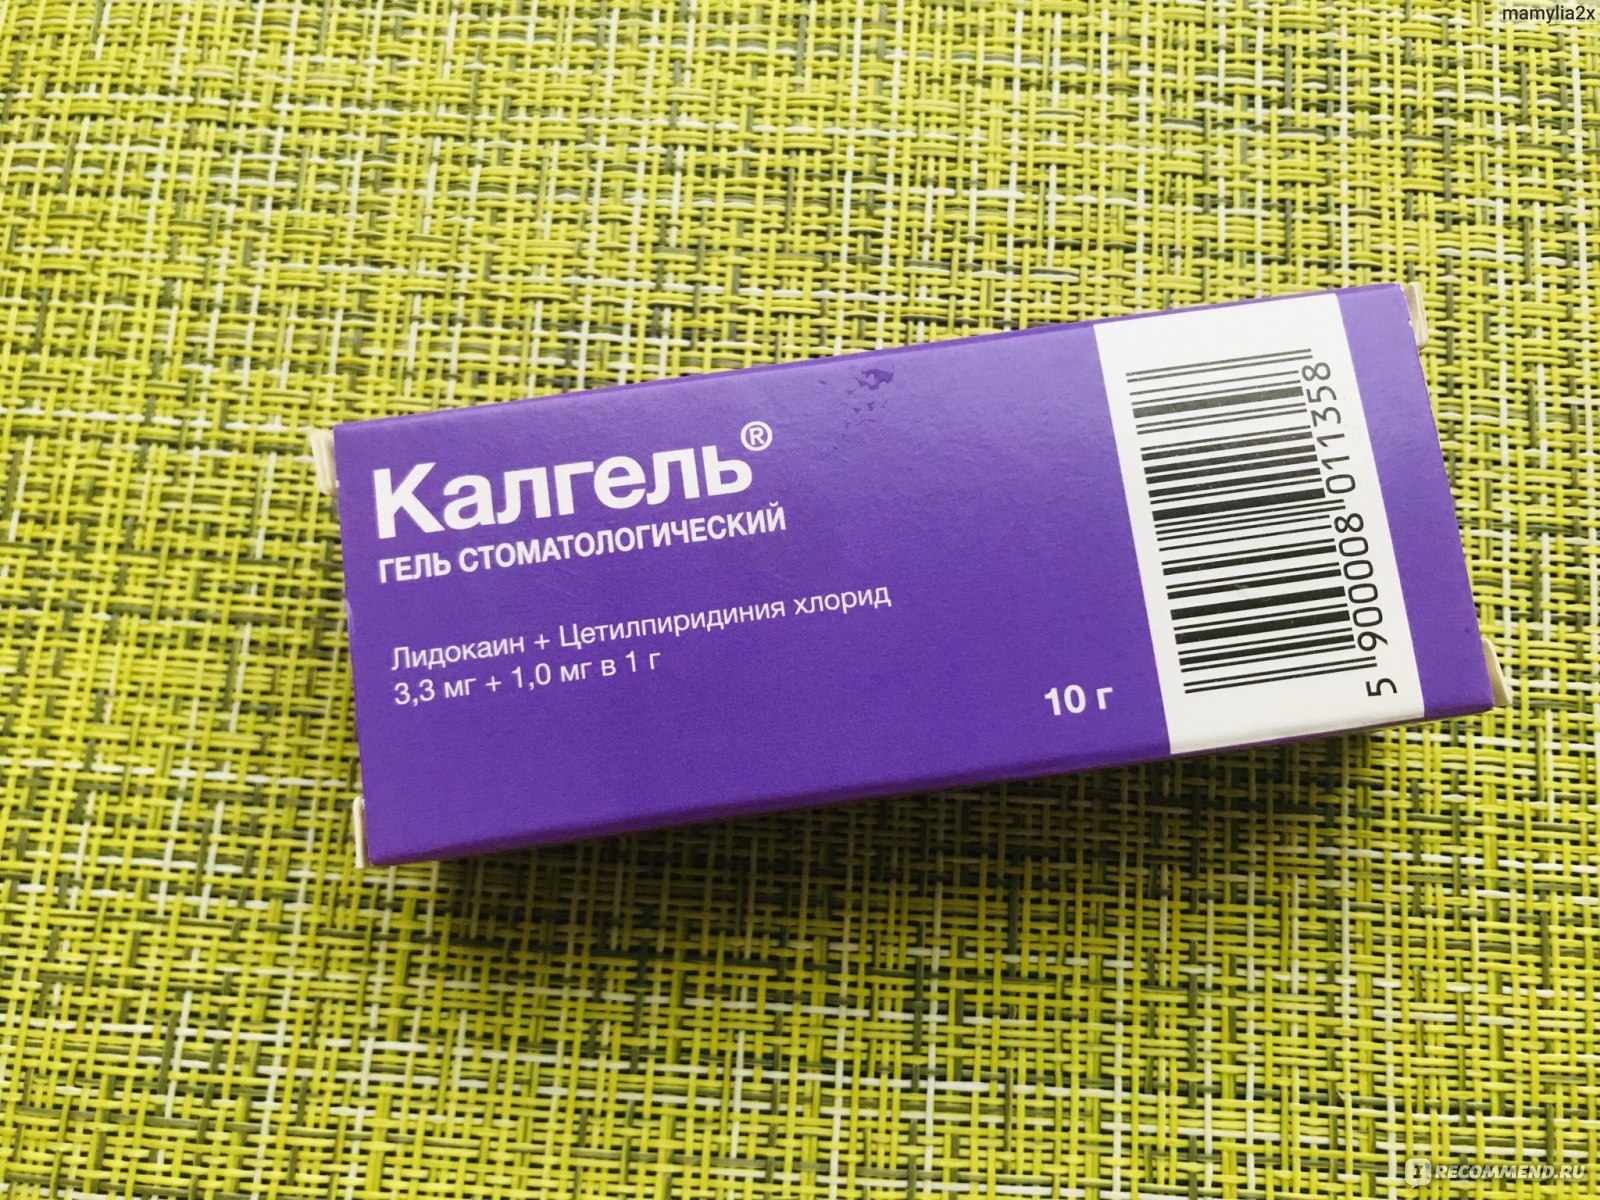 mamylia2x
Калгель®
ГЕЛЬ СТОМАТОЛОГИЧЕСКИЙ
Лидокаин + Цетилпиридиния хлорид
3,3 мг + 1,0 мг в 1 г
10 г
5 900008 011358
RECOMMEND.RU